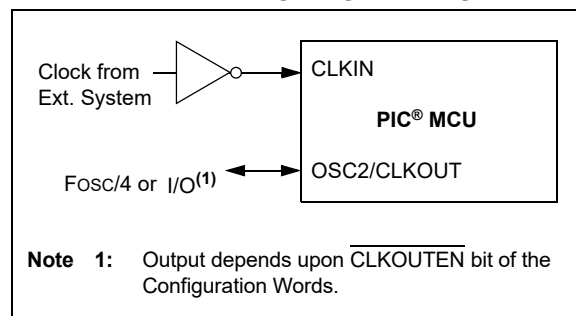 Clock from
Ext. System
CLKIN
PIC® MCU
FOSC/4 or I/O(1)
OSC2/CLKOUT
Note 1: Output depends upon CLKOUTEN bit of the
Configuration Words.